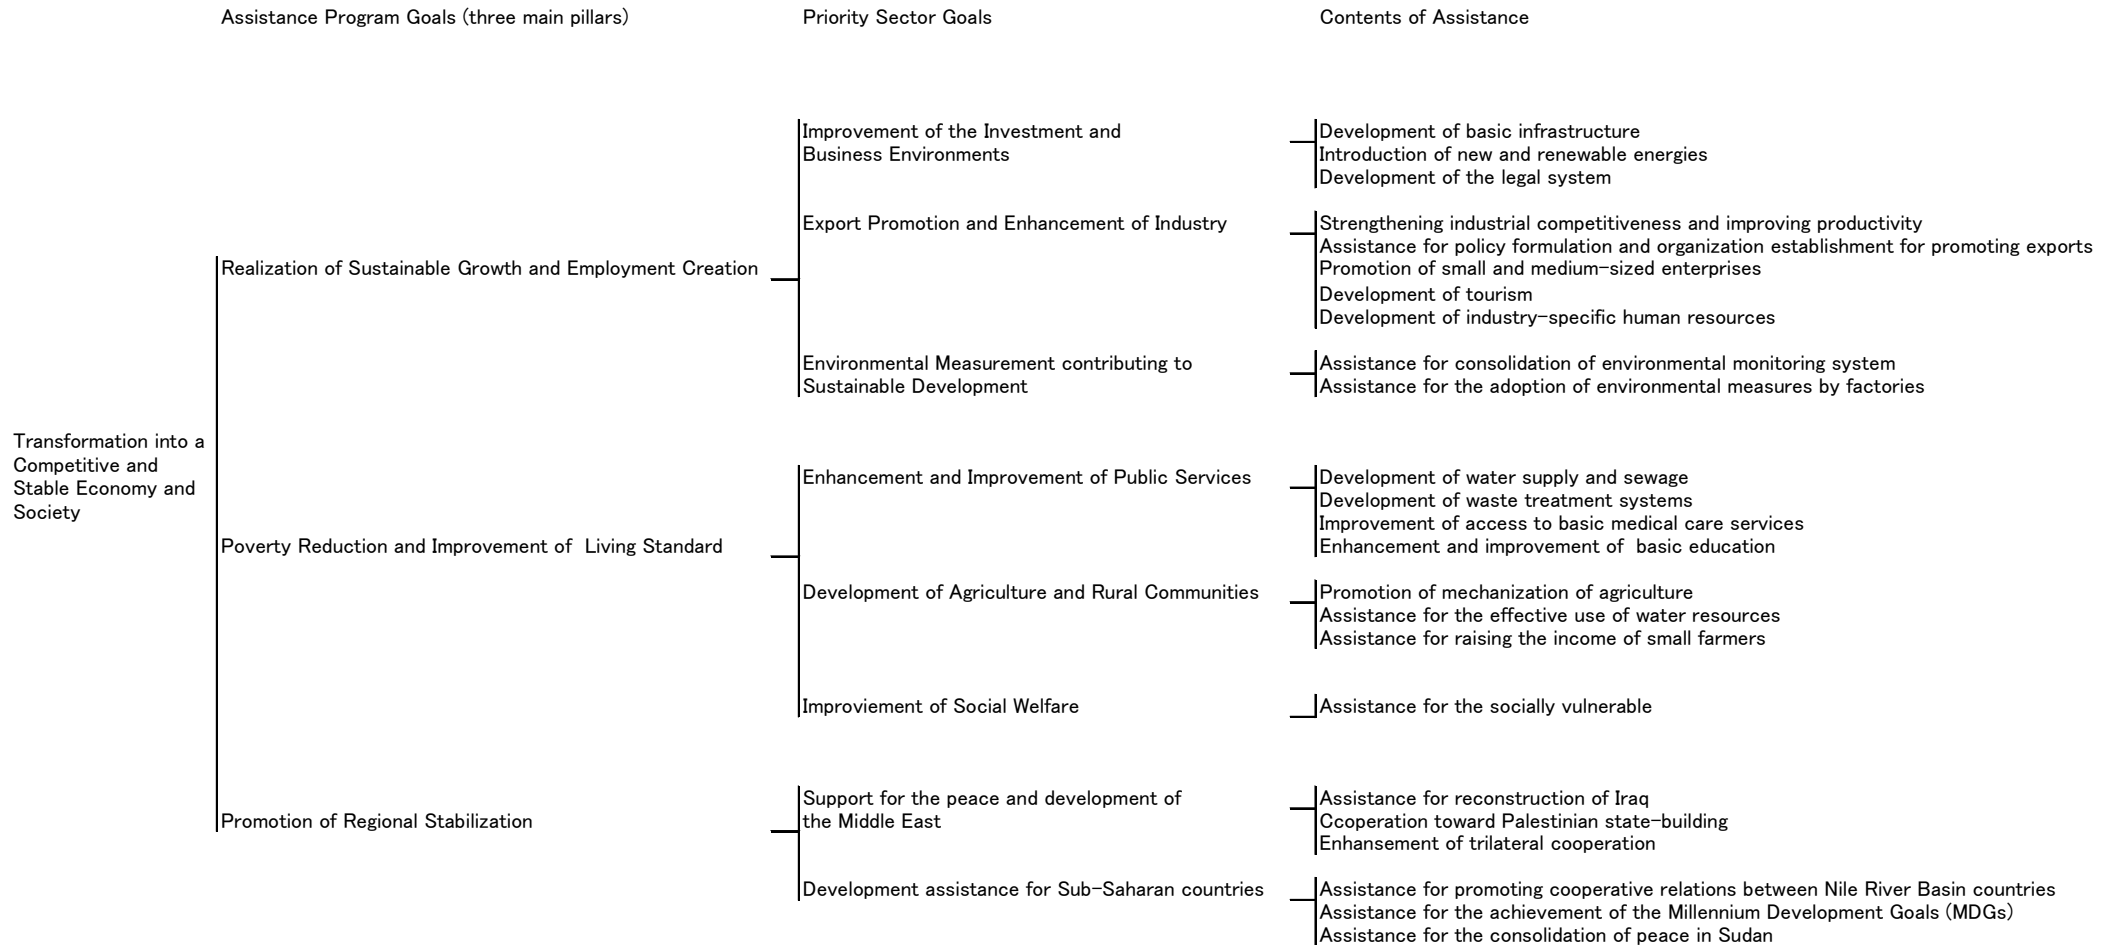 Assistance Program Goals (three main pillars)
Priority Sector Goals
Contents of Assistance
Transformation into a
Competitive and
Stable Economy and
Society
Realization of Sustainable Growth and Employment Creation
Improvement of the Investment and
Business Environments
Development of basic infrastructure
Introduction of new and renewable energies
Development of the legal system
Export Promotion and Enhancement of Industry
Strengthening industrial competitiveness and improving productivity
Assistance for policy formulation and organization establishment for promoting exports
Promotion of small and medium-sized enterprises
Development of tourism
Development of industry-specific human resources
Environmental Measurement contributing to
Sustainable Development
Assistance for consolidation of environmental monitoring system
Assistance for the adoption of environmental measures by factories
Poverty Reduction and Improvement of  Living Standard
Enhancement and Improvement of Public Services
Development of water supply and sewage
Development of waste treatment systems
Improvement of access to basic medical care services
Enhancement and improvement of  basic education
Development of Agriculture and Rural Communities
Promotion of mechanization of agriculture
Assistance for the effective use of water resources
Assistance for raising the income of small farmers
Improviement of Social Welfare
Assistance for the socially vulnerable
Promotion of Regional Stabilization
Support for the peace and development of
the Middle East
Assistance for reconstruction of Iraq
Ccoperation toward Palestinian state-building
Enhansement of trilateral cooperation
Development assistance for Sub-Saharan countries
Assistance for promoting cooperative relations between Nile River Basin countries
Assistance for the achievement of the Millennium Development Goals (MDGs)
Assistance for the consolidation of peace in Sudan